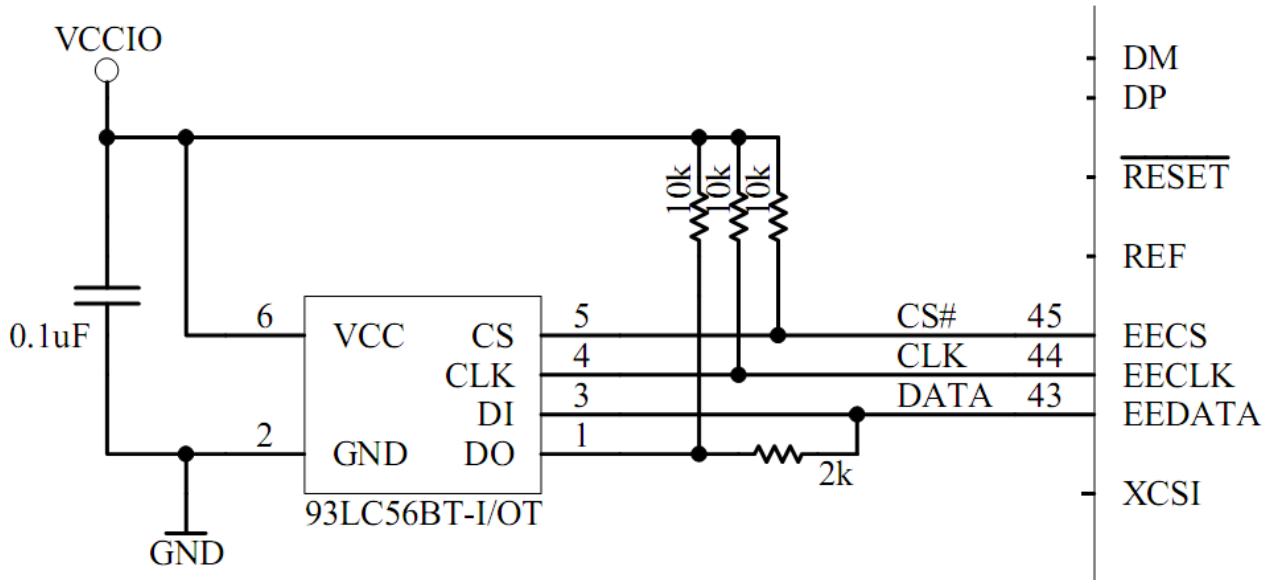 VCCIO
DM
DP
RESET
10k
10k
10k
REF
0.1uF
6
VCC
CS
5
CS#
45
EECS
CLK
4
CLK
44
EECLK
DI
3
DATA
43
EEDATA
2
GND
DO
1
2k
XCSI
93LC56BT-I/OT
GND